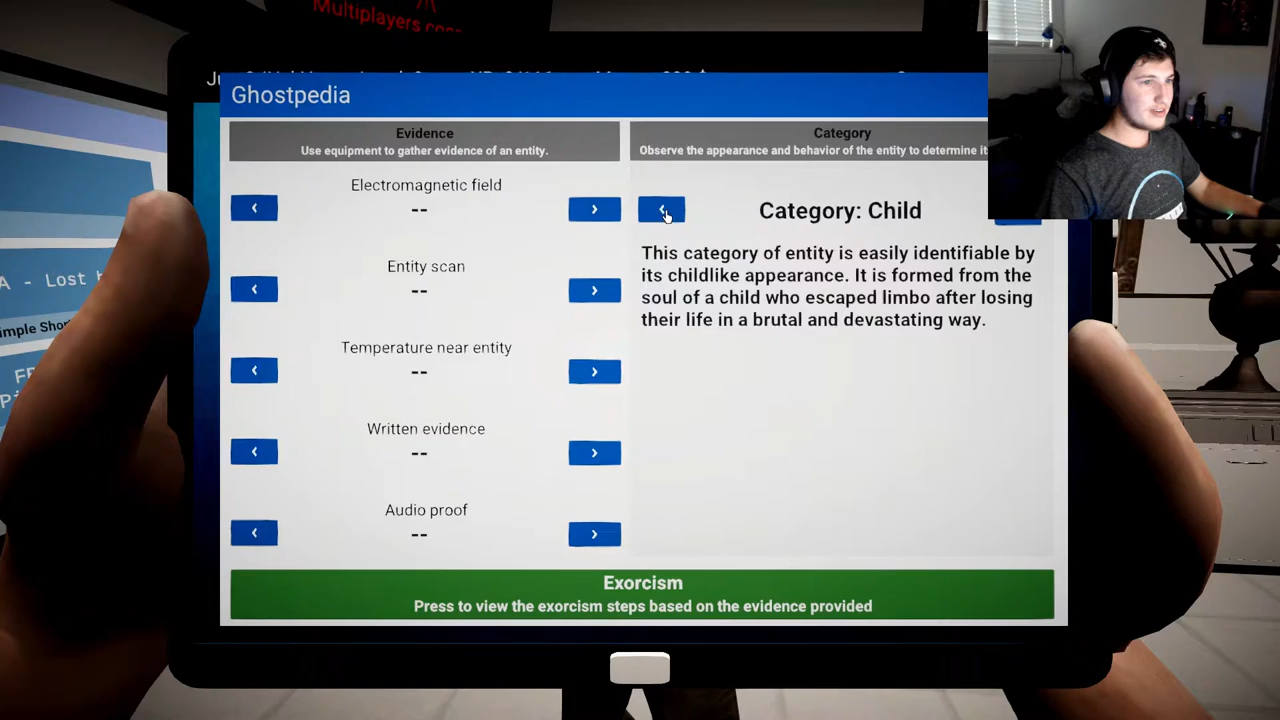 Multiplayers
Ghostpedia
Evidence
Use equipment to gather evidence of an entity.
Category
Observe the appearance and behavior of the entity to determine
Electromagnetic field
‹ -- ›
‹ Category: Child
Entity scan
‹ -- ›
Temperature near entity
‹ -- ›
Written evidence
‹ -- ›
Audio proof
‹ -- ›
This category of entity is easily identifiable by
its childlike appearance. It is formed from the
soul of a child who escaped limbo after losing
their life in a brutal and devastating way.
A - Lost
Exorcism
Press to view the exorcism steps based on the evidence provided